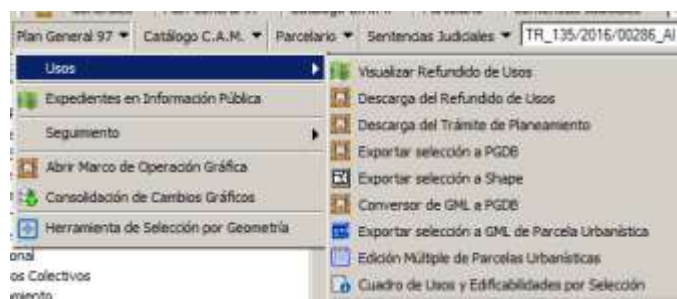 Plan General 97 Catálogo C.A.M. Parcelario Sentencias Judiciales TR_135/2016/00286_AI
Usos
Expedientes en Información Pública
Seguimiento
Abrir Marco de Operación Gráfica
Consolidación de Cambios Gráficos
Herramienta de Selección por Geometría
Visualizar Refundido de Usos
Descarga del Refundido de Usos
Descarga del Trámite de Planeamiento
Exportar selección a PGDB
Exportar selección a Shape
Conversor de GML a PGDB
Exportar selección a GML de Parcela Urbanística
Edición Múltiple de Parcelas Urbanísticas
Cuadro de Usos y Edificabilidades por Selección
onal
os Colectivos